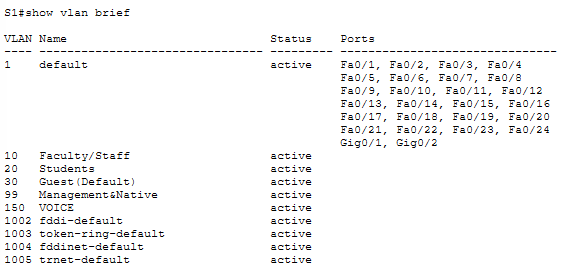 S1#show vlan brief
VLAN Name                             Status    Ports
---- -------------------------------- --------- -------------------------------
1    default                          active    Fa0/1, Fa0/2, Fa0/3, Fa0/4
                                                Fa0/5, Fa0/6, Fa0/7, Fa0/8
                                                Fa0/9, Fa0/10, Fa0/11, Fa0/12
                                                Fa0/13, Fa0/14, Fa0/15, Fa0/16
                                                Fa0/17, Fa0/18, Fa0/19, Fa0/20
                                                Fa0/21, Fa0/22, Fa0/23, Fa0/24
                                                Gig0/1, Gig0/2
10   Faculty/Staff                    active
20   Students                         active
30   Guest(Default)                   active
99   Management&Native                active
150  VOICE                            active
1002 fddi-default                     active
1003 token-ring-default               active
1004 fddinet-default                  active
1005 trnet-default                    active